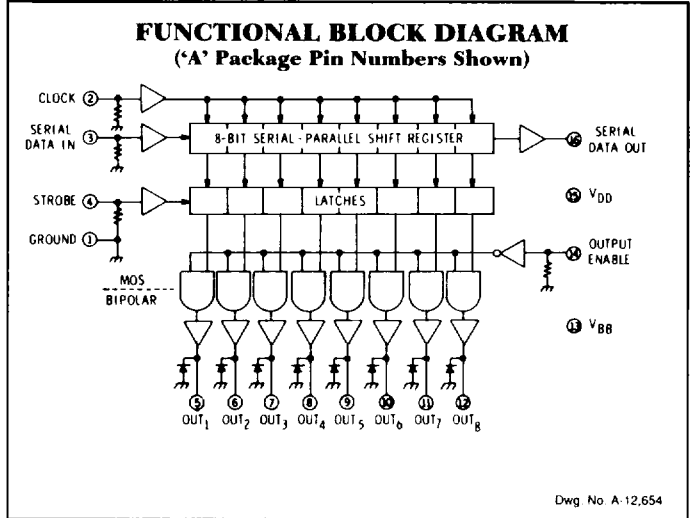 FUNCTIONAL BLOCK DIAGRAM
('A' Package Pin Numbers Shown)
CLOCK 2
SERIAL DATA IN 3
8-BIT SERIAL-PARALLEL SHIFT REGISTER
16 SERIAL DATA OUT
STROBE 4
LATCHES
15 VDD
GROUND 1
14 OUTPUT ENABLE
MOS
BIPOLAR
13 VBB
5 6 7 8 9 10 11 12
OUT1 OUT2 OUT3 OUT4 OUT5 OUT6 OUT7 OUT8
Dwg. No. A-12,654